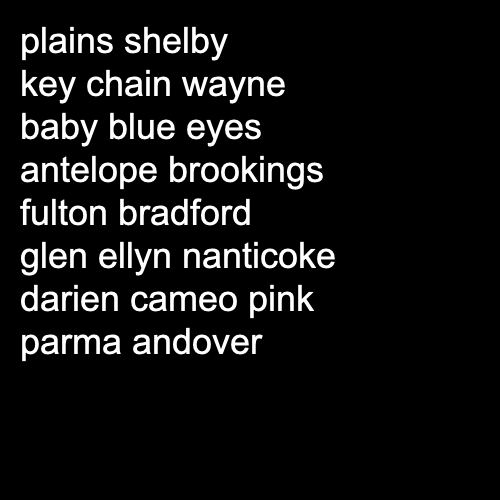 plains shelby
key chain wayne
baby blue eyes
antelope brookings
fulton bradford
glen ellyn nanticoke
darien cameo pink
parma andover